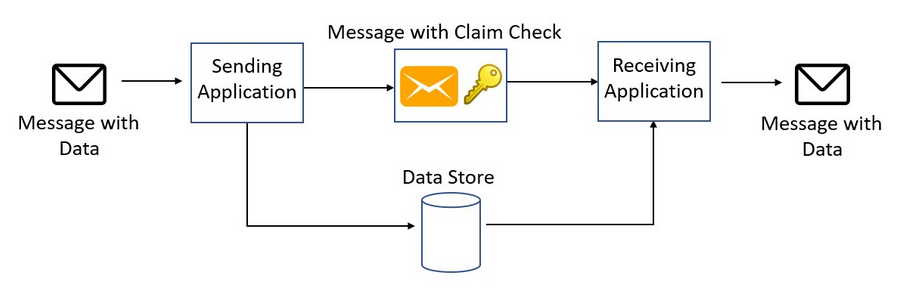 Message with Claim Check
Sending
Application
Receiving
Application
Message with
Data
Message with
Data
Data Store